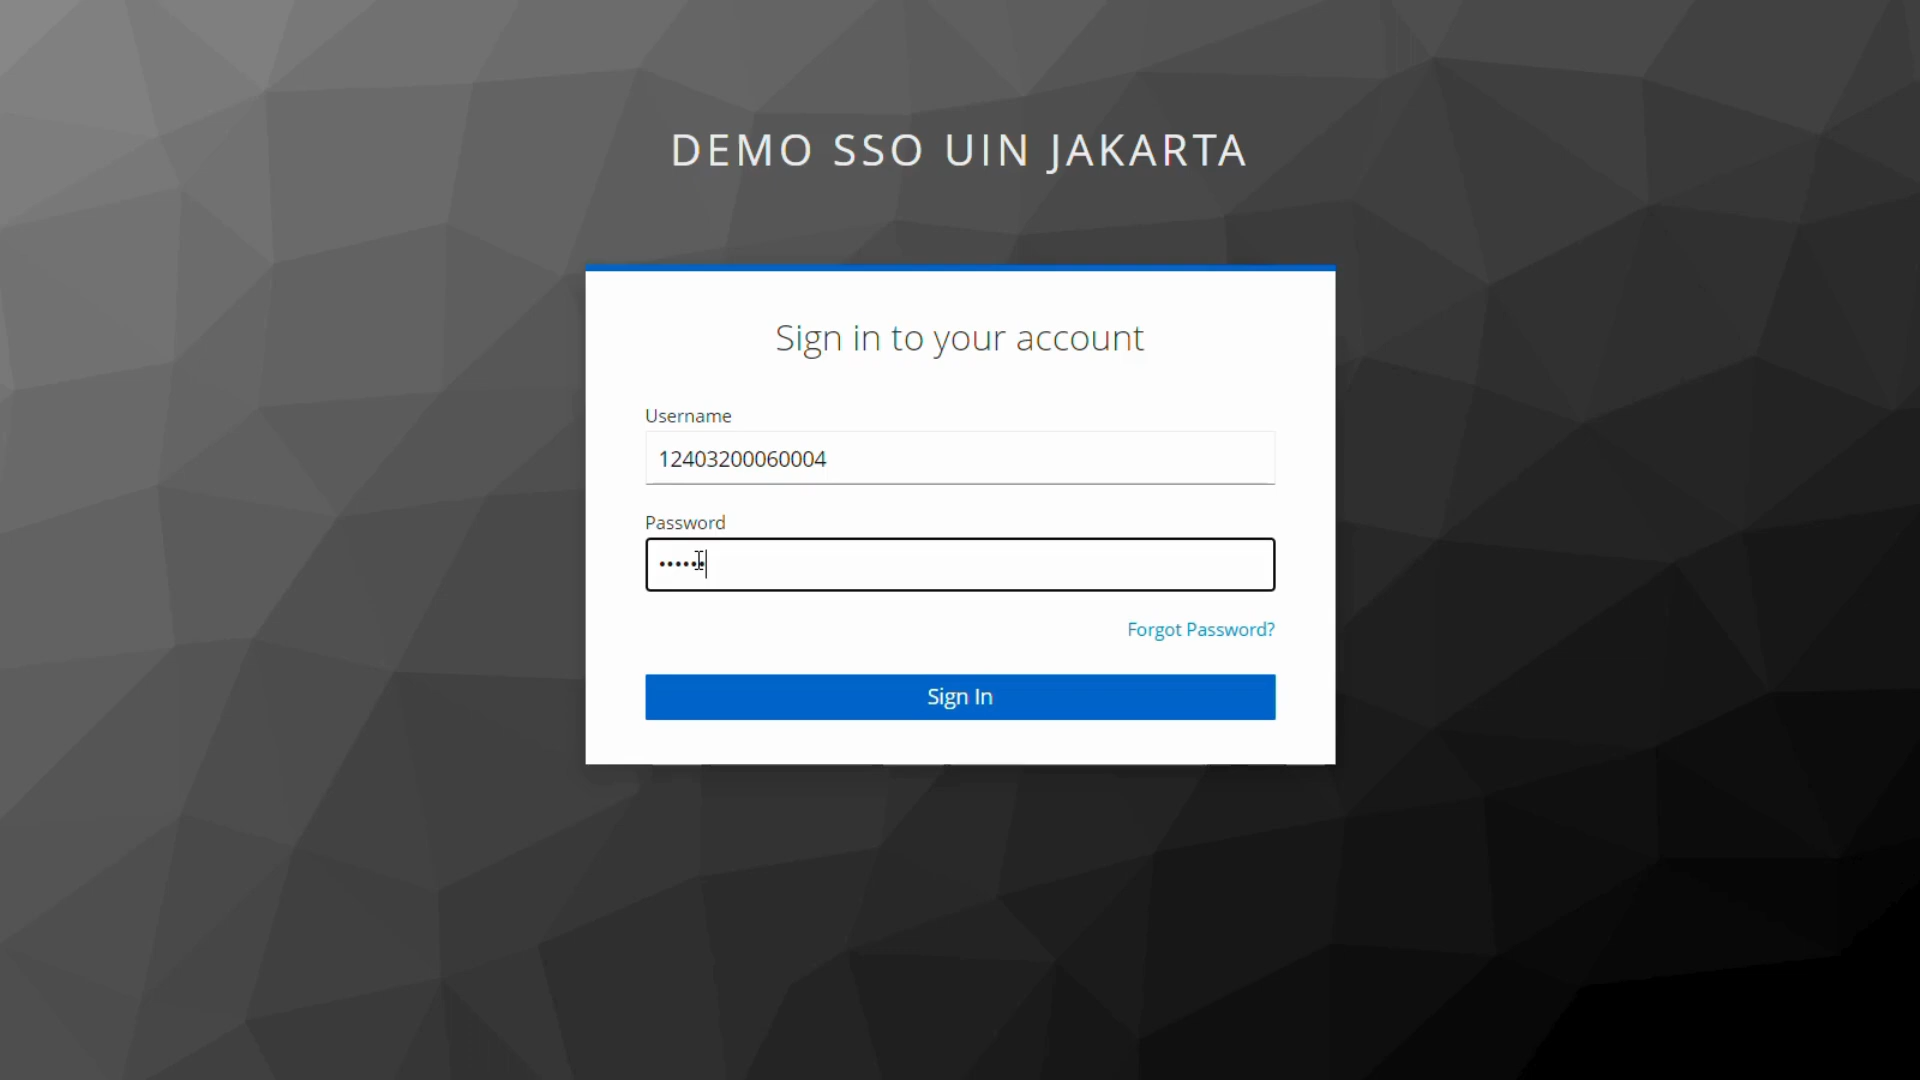 DEMO SSO UIN JAKARTA
Sign in to your account
Username
12403200060004
Password
••••••
Forgot Password?
Sign In